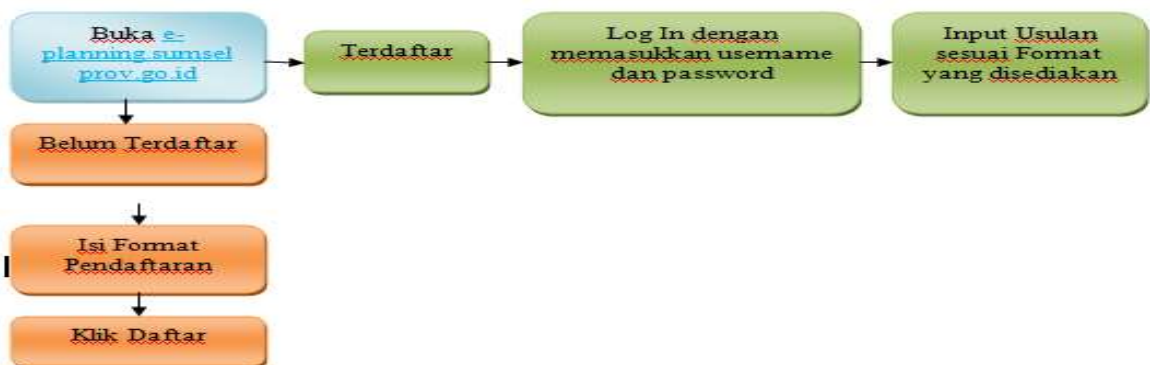 Buka e-
planning.sumsel
prov.go.id
Terdaftar
Log In dengan
memasukkan username
dan password
Input Usulan
sesuai Format
yang disediakan
Belum Terdaftar
Isi Format
Pendaftaran
Klik Daftar